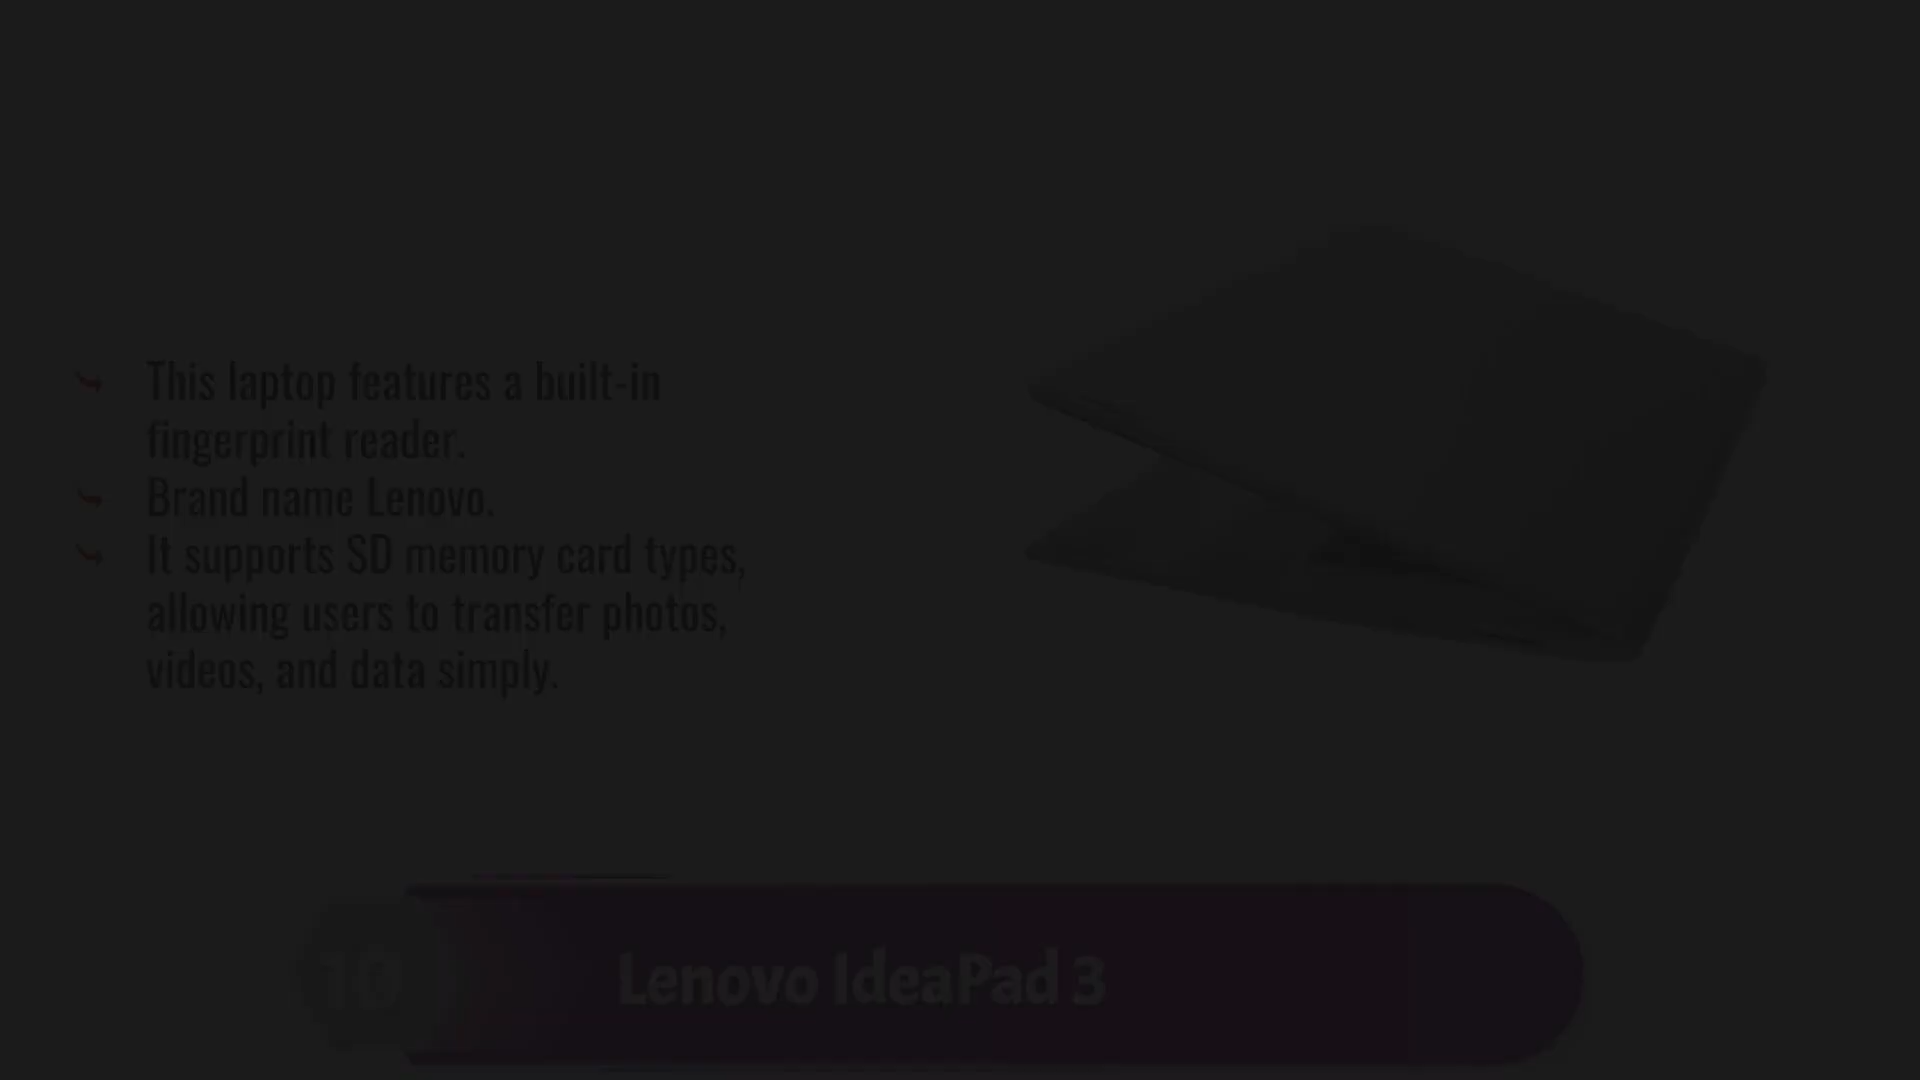 This laptop features a built-in
fingerprint reader.
Brand name Lenovo.
It supports SD memory card types,
allowing users to transfer photos,
videos, and data simply.
10
Lenovo IdeaPad 3